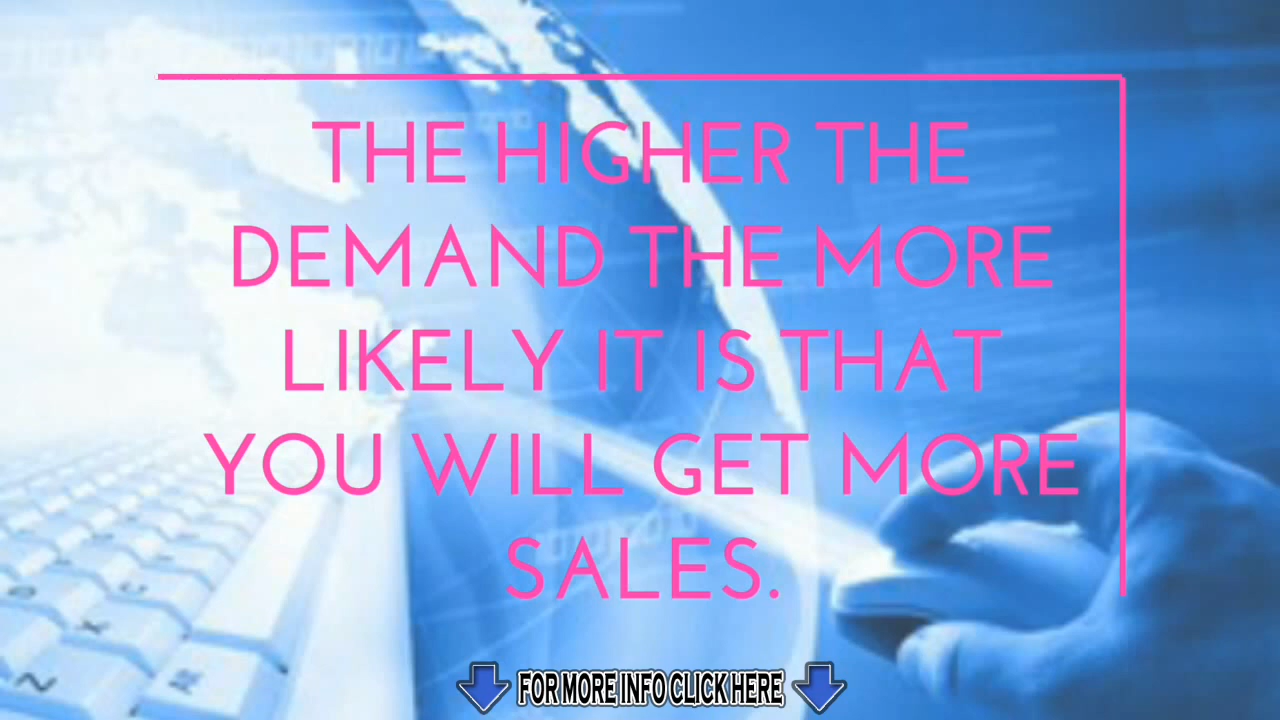 THE HIGHER THE
DEMAND THE MORE
LIKELY IT IS THAT
YOU WILL GET MORE
SALES.
FOR MORE INFO CLICK HERE